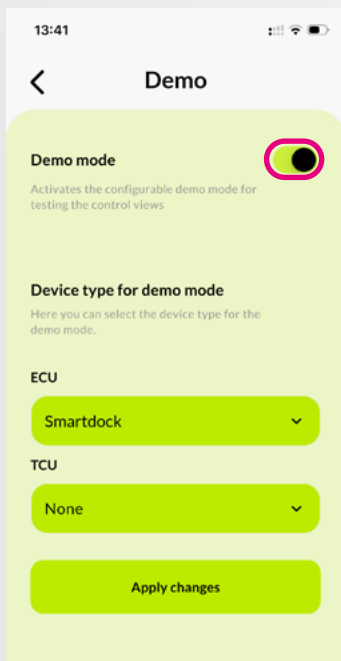 13:41
Demo
Demo mode
Activates the configurable demo mode for
testing the control views
Device type for demo mode
Here you can select the device type for the
demo mode.
ECU
Smartdock
TCU
None
Apply changes